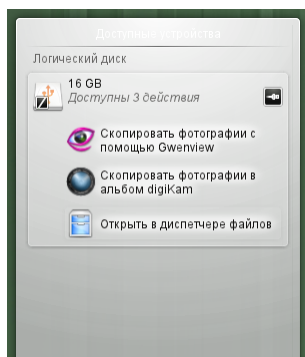 Доступные устройства
Логический диск
16 GB
Доступны 3 действия
Скопировать фотографии с
помощью Gwenview
Скопировать фотографии в
альбом digiKam
Открыть в диспетчере файлов